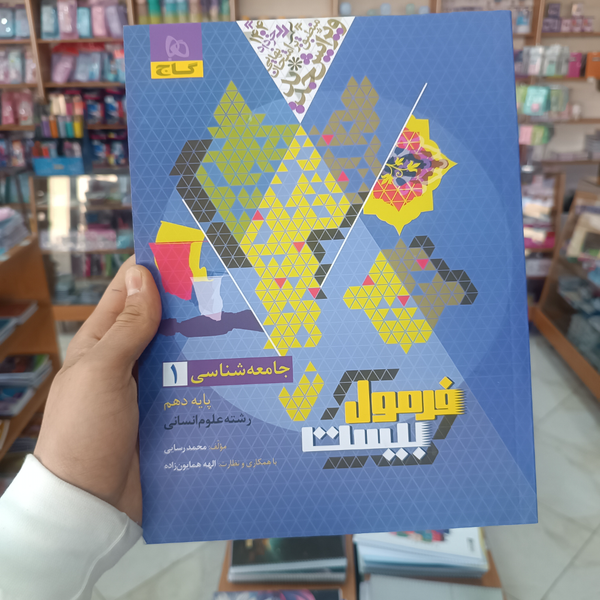 گاج
جامعه‌شناسی ۱
پایه دهم
رشته علوم انسانی
مؤلف: محمد رسایی
با همکاری و نظارت: الهه همایون‌زاده
فرمول
بیست